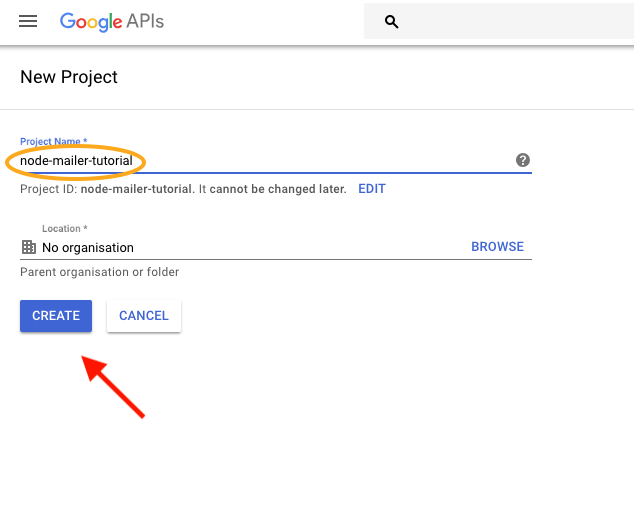 Google APIs
New Project
Project Name *
node-mailer-tutorial
Project ID: node-mailer-tutorial. It cannot be changed later. EDIT
Location *
No organisation BROWSE
Parent organisation or folder
CREATE CANCEL